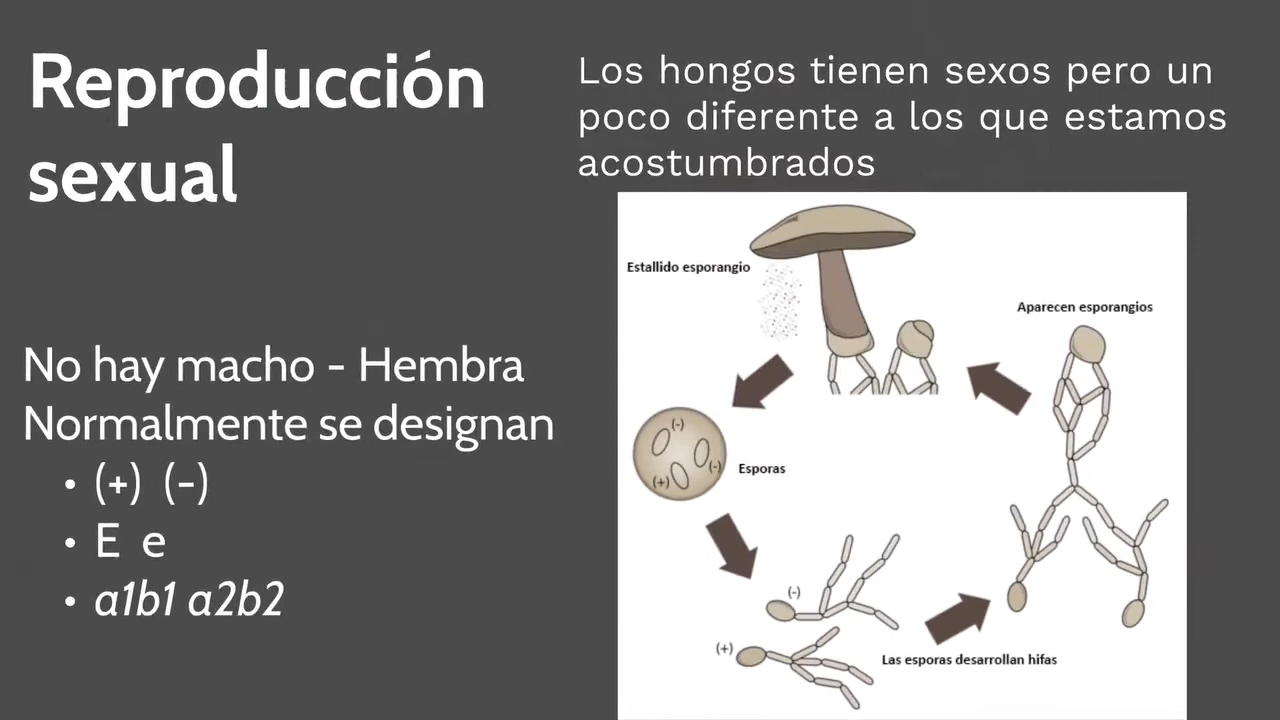 Reproducción
sexual
Los hongos tienen sexos pero un
poco diferente a los que estamos
acostumbrados
No hay macho - Hembra
Normalmente se designan
• (+) (-)
• E e
• a1b1 a2b2
Estallido esporangio
Aparecen esporangios
(-)
(-)
(+)
Esporas
(-)
(+)
Las esporas desarrollan hifas